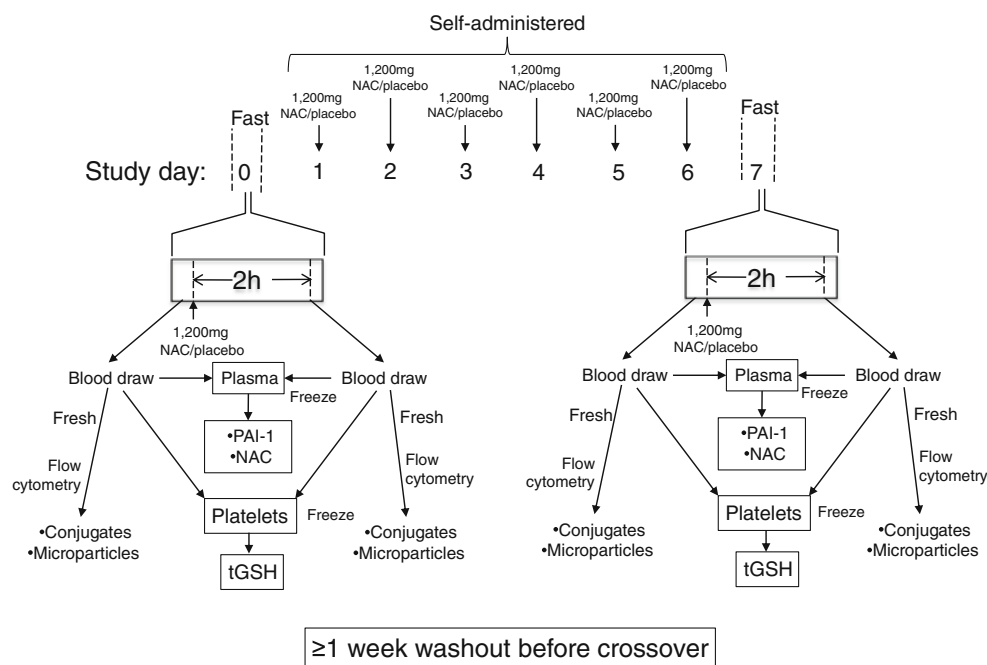 Self-administered
1,200mg
NAC/placebo
1,200mg
NAC/placebo
1,200mg
NAC/placebo
1,200mg
NAC/placebo
1,200mg
NAC/placebo
1,200mg
NAC/placebo
Fast
Fast
Study day: 0 1 2 3 4 5 6 7
2h
1,200mg
NAC/placebo
Blood draw
Plasma
Blood draw
Freeze
Fresh
Fresh
•PAI-1
•NAC
Flow
cytometry
Flow
cytometry
Platelets
Freeze
•Conjugates
•Microparticles
•Conjugates
•Microparticles
tGSH
2h
1,200mg
NAC/placebo
Blood draw
Plasma
Blood draw
Freeze
Fresh
Fresh
•PAI-1
•NAC
Flow
cytometry
Flow
cytometry
Platelets
Freeze
•Conjugates
•Microparticles
•Conjugates
•Microparticles
tGSH
≥1 week washout before crossover